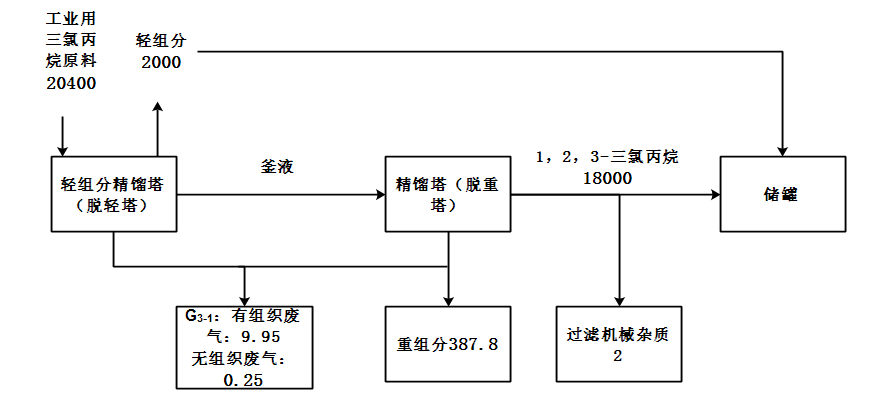 工业用
三氯丙
烷原料
20400
轻组分
2000
釜液
1，2，3-三氯丙烷
18000
轻组分精馏塔
（脱轻塔）
精馏塔（脱重
塔）
储罐
G3-1：有组织废
气：9.95
无组织废气：
0.25
重组分387.8
过滤机械杂质
2